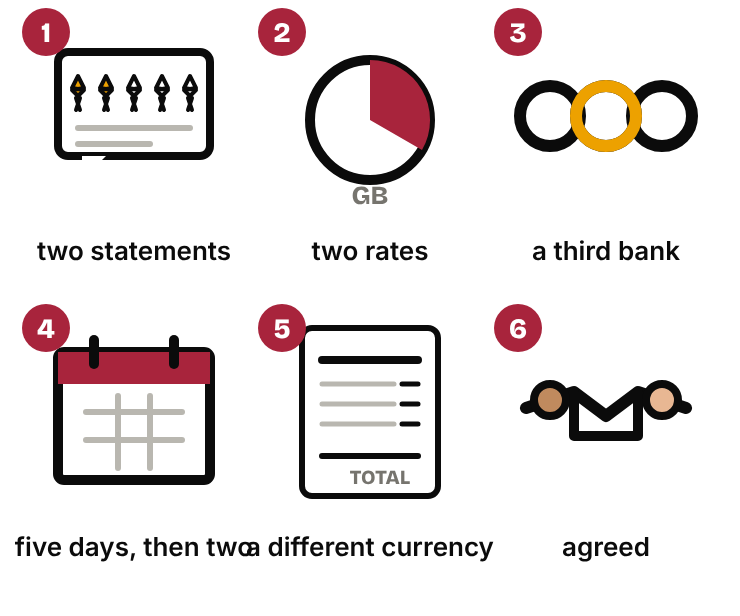 1
2
3
GB
two statements
two rates
a third bank
4
5
6
TOTAL
five days, then two
a different currency
agreed